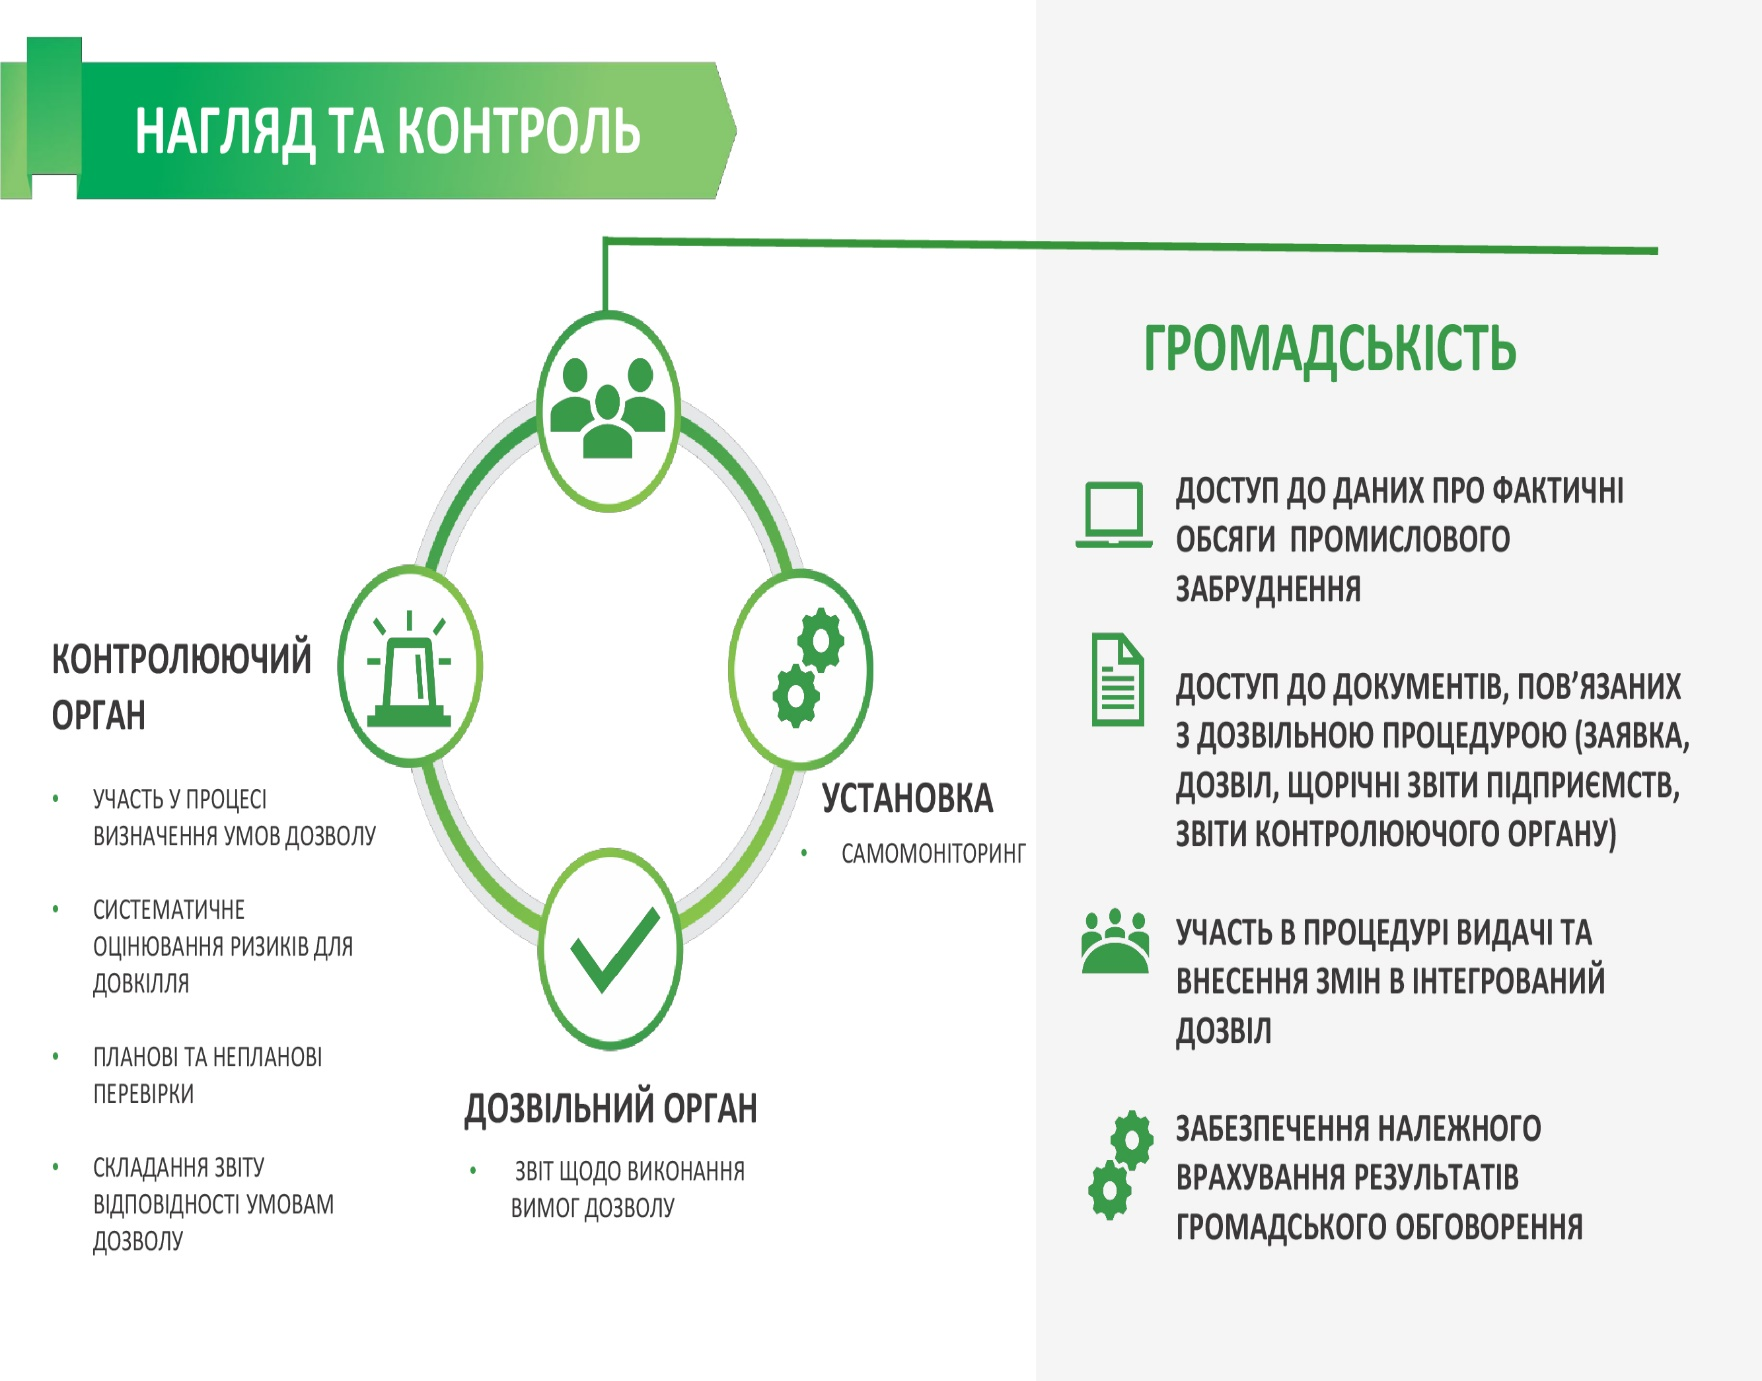 НАГЛЯД ТА КОНТРОЛЬ
КОНТРОЛЮЮЧИЙ
ОРГАН
• УЧАСТЬ У ПРОЦЕСІ
ВИЗНАЧЕННЯ УМОВ ДОЗВОЛУ
• СИСТЕМАТИЧНЕ
ОЦІНЮВАННЯ РИЗИКІВ ДЛЯ
ДОВКІЛЛЯ
• ПЛАНОВІ ТА НЕПЛАНОВІ
ПЕРЕВІРКИ
• СКЛАДАННЯ ЗВІТУ
ВІДПОВІДНОСТІ УМОВАМ
ДОЗВОЛУ
УСТАНОВКА
• САМОМОНІТОРИНГ
ДОЗВІЛЬНИЙ ОРГАН
• ЗВІТ ЩОДО ВИКОНАННЯ
ВИМОГ ДОЗВОЛУ
ГРОМАДСЬКІСТЬ
ДОСТУП ДО ДАНИХ ПРО ФАКТИЧНІ
ОБСЯГИ ПРОМИСЛОВОГО
ЗАБРУДНЕННЯ
ДОСТУП ДО ДОКУМЕНТІВ, ПОВ’ЯЗАНИХ
З ДОЗВІЛЬНОЮ ПРОЦЕДУРОЮ (ЗАЯВКА,
ДОЗВІЛ, ЩОРІЧНІ ЗВІТИ ПІДПРИЄМСТВ,
ЗВІТИ КОНТРОЛЮЮЧОГО ОРГАНУ)
УЧАСТЬ В ПРОЦЕДУРІ ВИДАЧІ ТА
ВНЕСЕННЯ ЗМІН В ІНТЕГРОВАНИЙ
ДОЗВІЛ
ЗАБЕЗПЕЧЕННЯ НАЛЕЖНОГО
ВРАХУВАННЯ РЕЗУЛЬТАТІВ
ГРОМАДСЬКОГО ОБГОВОРЕННЯ